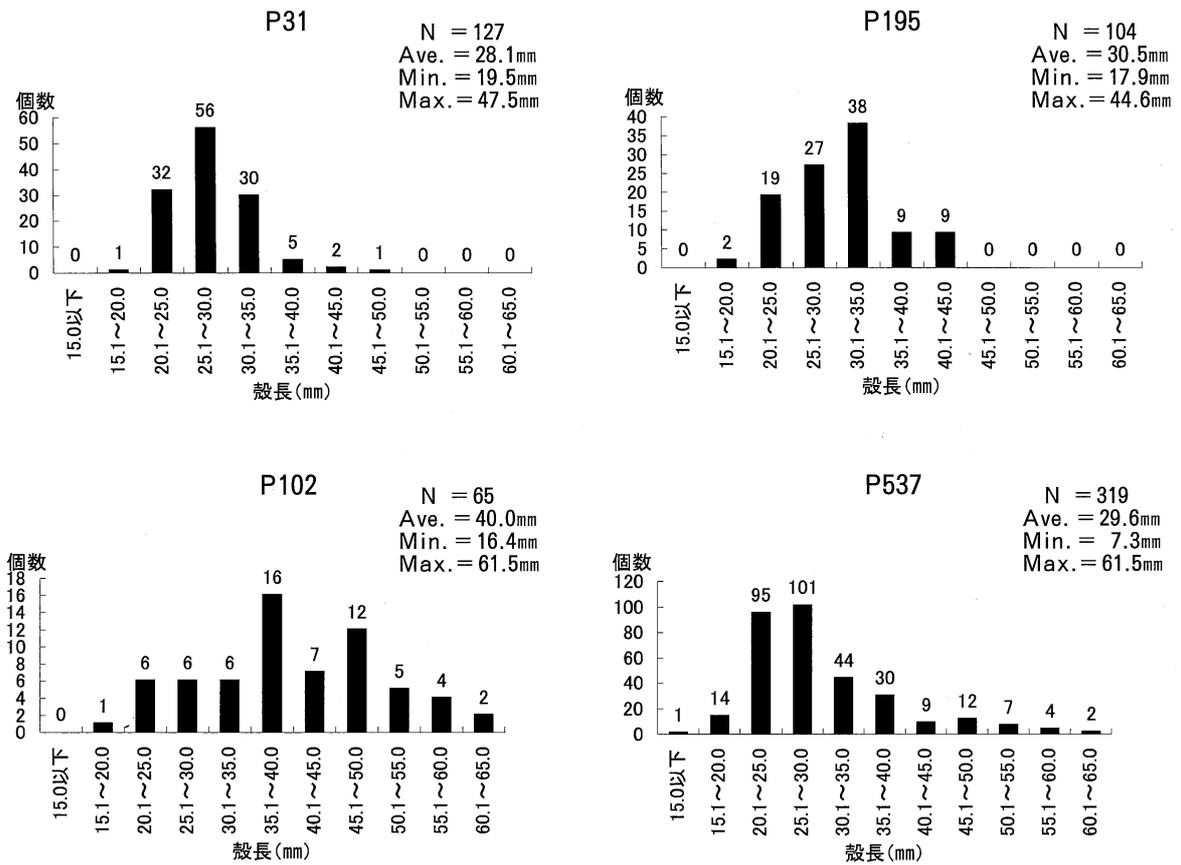 P31
N = 127
Ave. = 28.1mm
Min. = 19.5mm
Max. = 47.5mm
個数
60
50
40
30
20
10
0
0 1 32 56 30 5 2 1 0 0 0
15.0以下 15.1~20.0 20.1~25.0 25.1~30.0 30.1~35.0 35.1~40.0 40.1~45.0 45.1~50.0 50.1~55.0 55.1~60.0 60.1~65.0
殻長(mm)
P195
N = 104
Ave. = 30.5mm
Min. = 17.9mm
Max. = 44.6mm
個数
40
35
30
25
20
15
10
5
0
0 2 19 27 38 9 9 0 0 0 0
15.0以下 15.1~20.0 20.1~25.0 25.1~30.0 30.1~35.0 35.1~40.0 40.1~45.0 45.1~50.0 50.1~55.0 55.1~60.0 60.1~65.0
殻長(mm)
P102
N = 65
Ave. = 40.0mm
Min. = 16.4mm
Max. = 61.5mm
個数
18
16
14
12
10
8
6
4
2
0
0 1 6 6 6 16 7 12 5 4 2
15.0以下 15.1~20.0 20.1~25.0 25.1~30.0 30.1~35.0 35.1~40.0 40.1~45.0 45.1~50.0 50.1~55.0 55.1~60.0 60.1~65.0
殻長(mm)
P537
N = 319
Ave. = 29.6mm
Min. = 7.3mm
Max. = 61.5mm
個数
120
100
80
60
40
20
0
1 14 95 101 44 30 9 12 7 4 2
15.0以下 15.1~20.0 20.1~25.0 25.1~30.0 30.1~35.0 35.1~40.0 40.1~45.0 45.1~50.0 50.1~55.0 55.1~60.0 60.1~65.0
殻長(mm)